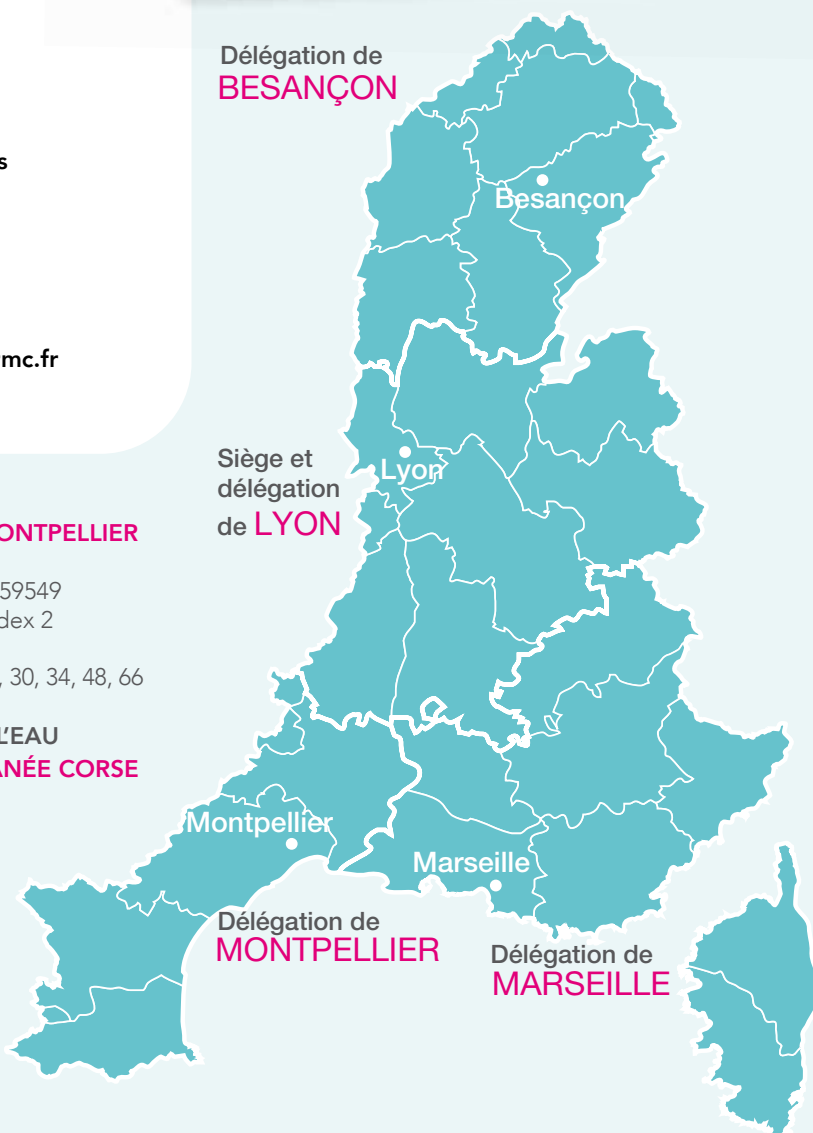 Délégation de
BESANÇON
s
Besançon
mc.fr
Siège et
délégation
de LYON
Lyon
ONTPELLIER
59549
dex 2
, 30, 34, 48, 66
L'EAU
ANÉE CORSE
Montpellier
Marseille
Délégation de
MONTPELLIER
Délégation de
MARSEILLE